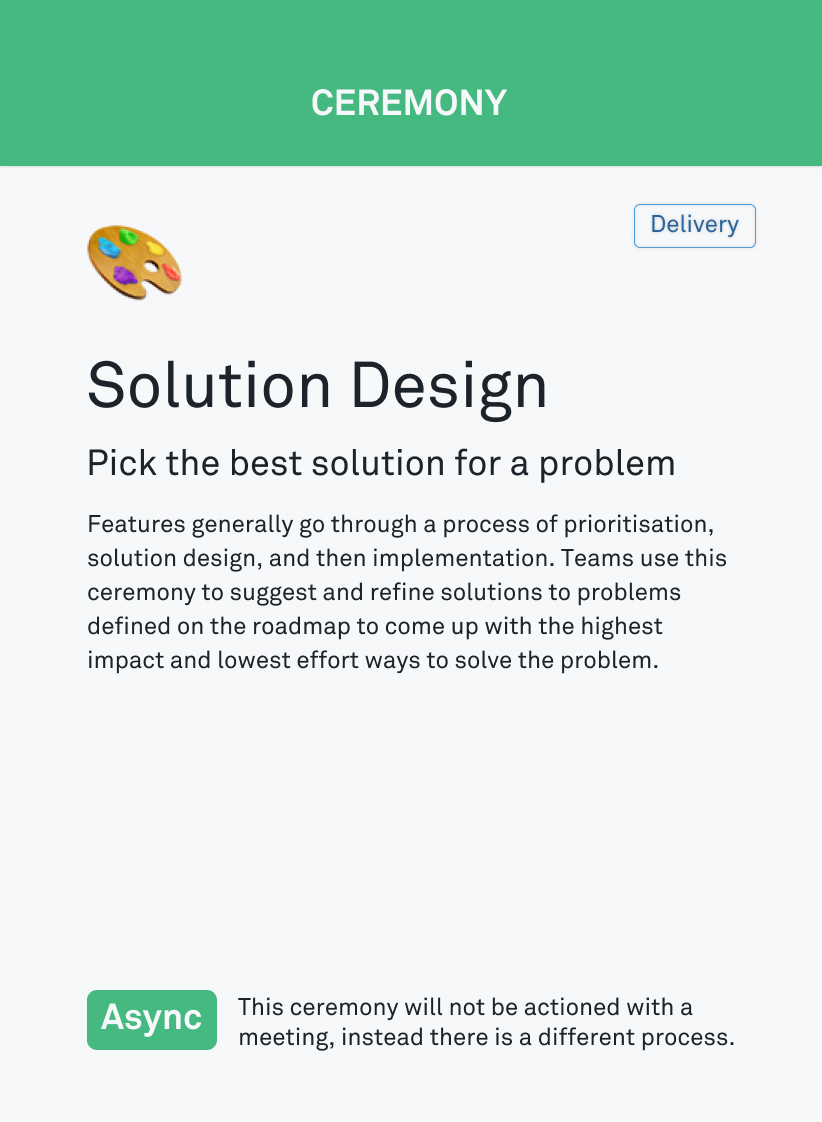 CEREMONY
Delivery
Solution Design
Pick the best solution for a problem
Features generally go through a process of prioritisation,
solution design, and then implementation. Teams use this
ceremony to suggest and refine solutions to problems
defined on the roadmap to come up with the highest
impact and lowest effort ways to solve the problem.
Async
This ceremony will not be actioned with a
meeting, instead there is a different process.